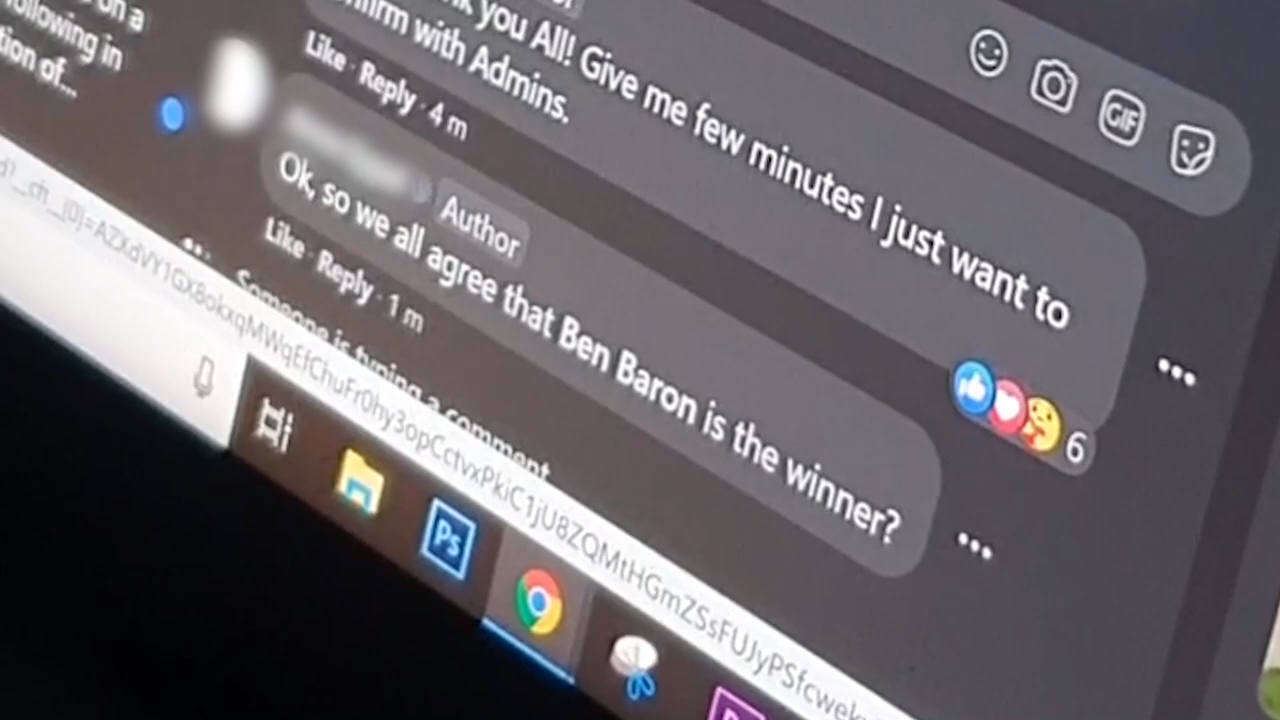 on a
following in
tion of...
you All! Give me few minutes I just want to
with Admins.
Like · Reply · 4 m
Author
Ok, so we all agree that Ben Baron is the winner?
Like · Reply · 1 m
Someone is typing a comment
GIF
6
Ps